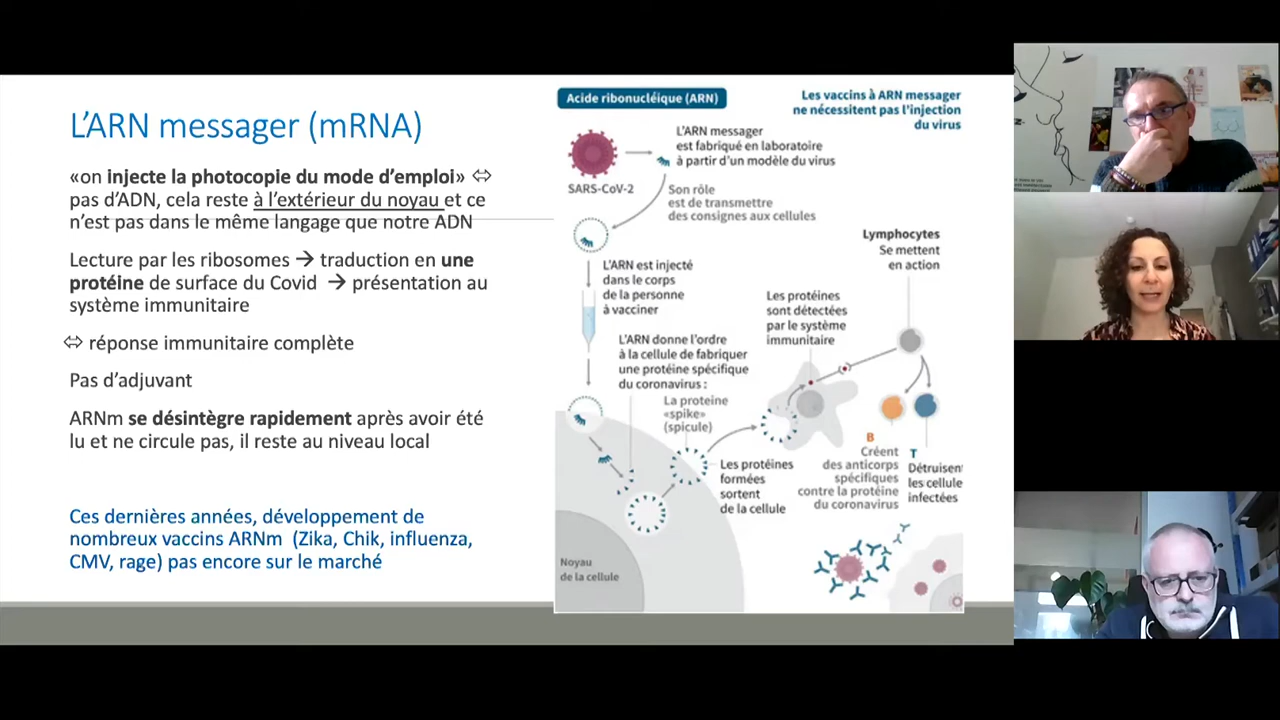 L'ARN messager (mRNA)
«on injecte la photocopie du mode d'emploi» ⬄
pas d'ADN, cela reste à l'extérieur du noyau et ce
n'est pas dans le même langage que notre ADN
Lecture par les ribosomes → traduction en une
protéine de surface du Covid → présentation au
système immunitaire
⬄ réponse immunitaire complète
Pas d'adjuvant
ARNm se désintègre rapidement après avoir été
lu et ne circule pas, il reste au niveau local
Ces dernières années, développement de
nombreux vaccins ARNm (Zika, Chik, influenza,
CMV, rage) pas encore sur le marché
Acide ribonucléique (ARN)
Les vaccins à ARN messager
ne nécessitent pas l'injection
du virus
SARS-CoV-2
L'ARN messager
est fabriqué en laboratoire
à partir d'un modèle du virus
Son rôle
est de transmettre
des consignes aux cellules
L'ARN est injecté
dans le corps
de la personne
à vacciner
L'ARN donne l'ordre
à la cellule de fabriquer
une protéine spécifique
du coronavirus :
La proteine
«spike»
(spicule)
Les protéines
formées
sortent
de la cellule
Les protéines
sont détectées
par le système
immunitaire
Lymphocytes
Se mettent
en action
B
Créent
des anticorps
spécifiques
contre la protéine
du coronavirus
T
Détruisen
les cellule
infectées
Noyau
de la cellule